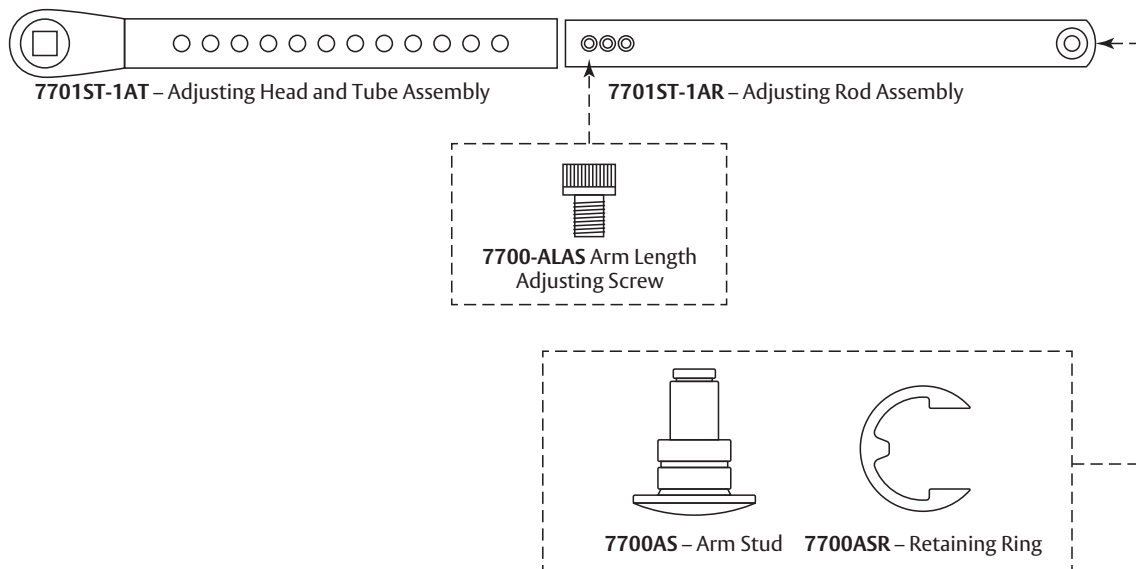 7701ST-1AT – Adjusting Head and Tube Assembly
7701ST-1AR – Adjusting Rod Assembly
7700-ALAS Arm Length
Adjusting Screw
7700AS – Arm Stud
7700ASR – Retaining Ring